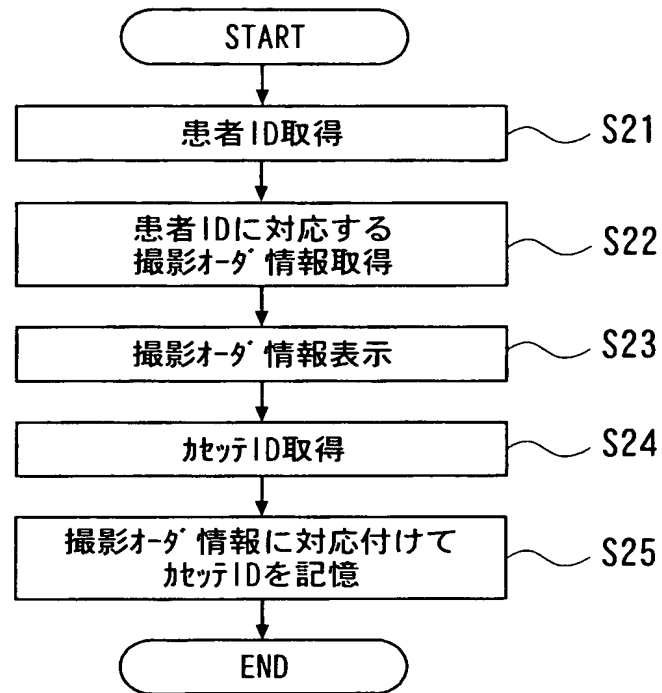 START
患者ID取得
S21
患者IDに対応する
撮影ｵｰﾀﾞ情報取得
S22
撮影ｵｰﾀﾞ情報表示
S23
ｶｾｯﾃID取得
S24
撮影ｵｰﾀﾞ情報に対応付けて
ｶｾｯﾃIDを記憶
S25
END